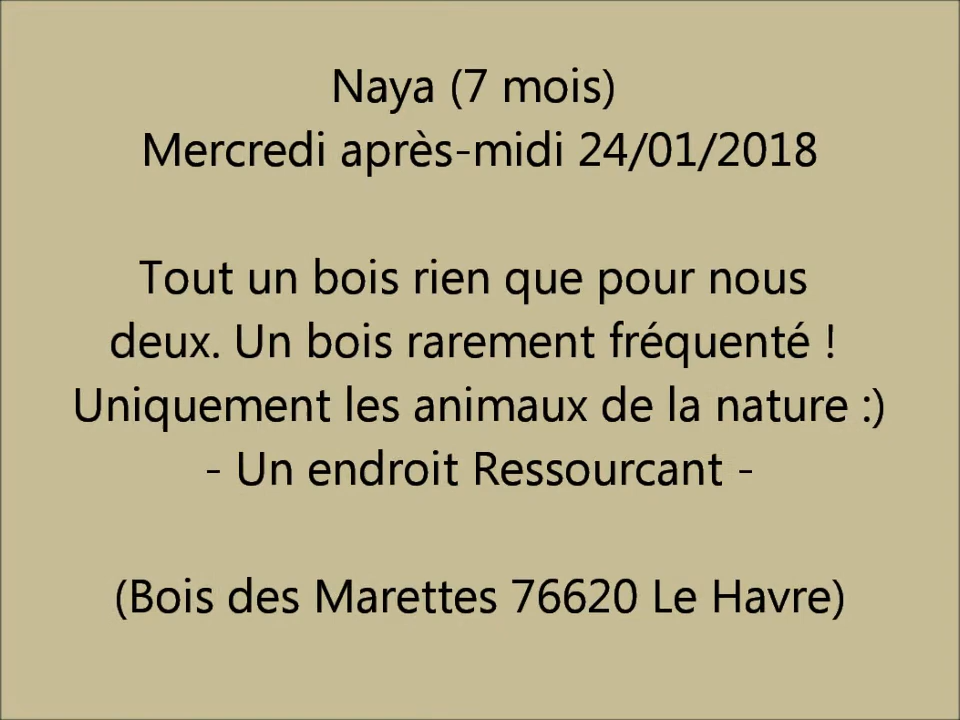 Naya (7 mois)
Mercredi après-midi 24/01/2018
Tout un bois rien que pour nous
deux. Un bois rarement fréquenté !
Uniquement les animaux de la nature :)
- Un endroit Ressourcant -
(Bois des Marettes 76620 Le Havre)